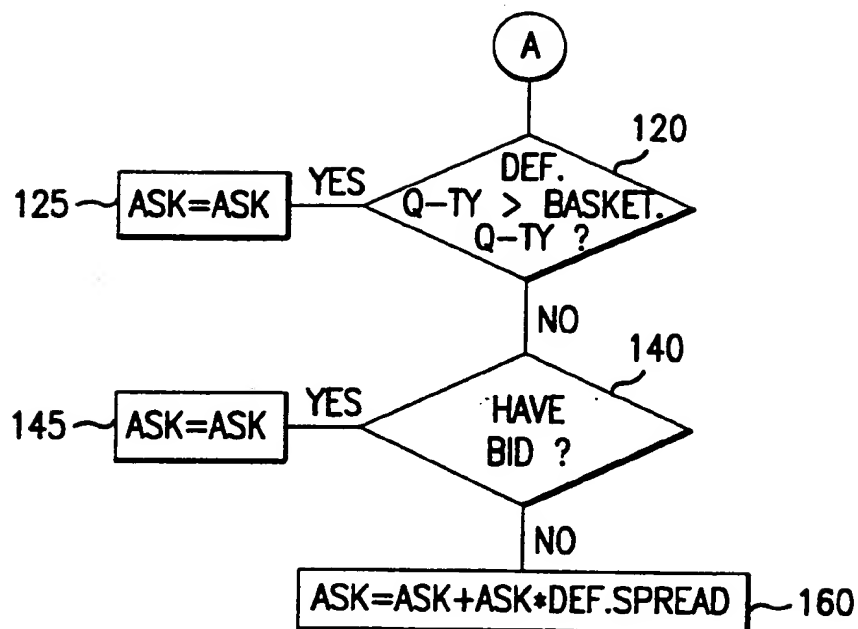 A
120
DEF.
Q-TY > BASKET.
Q-TY ?
YES
125
ASK=ASK
NO
140
HAVE
BID ?
YES
145
ASK=ASK
NO
ASK=ASK+ASK*DEF.SPREAD
160